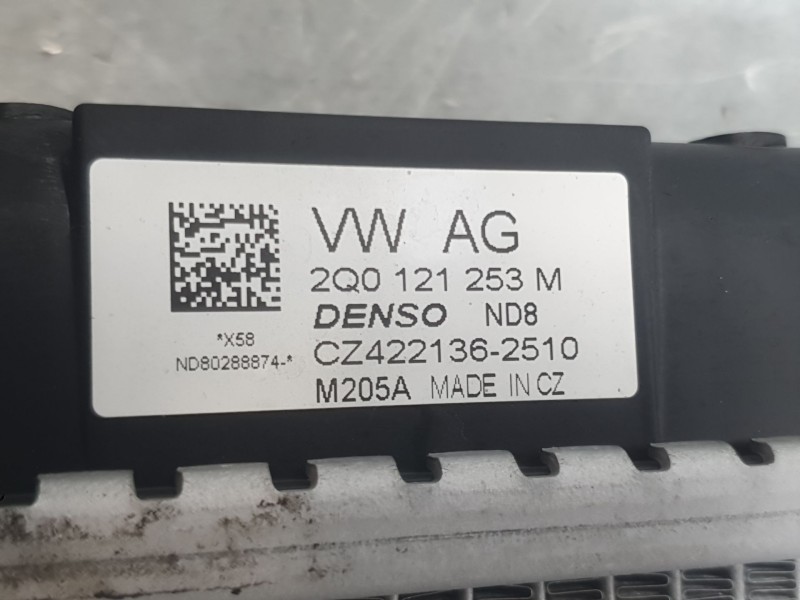 VW AG
2Q0 121 253 M
DENSO ND8
*X58
ND80288874-*
CZ422136-2510
M205A MADE IN CZ